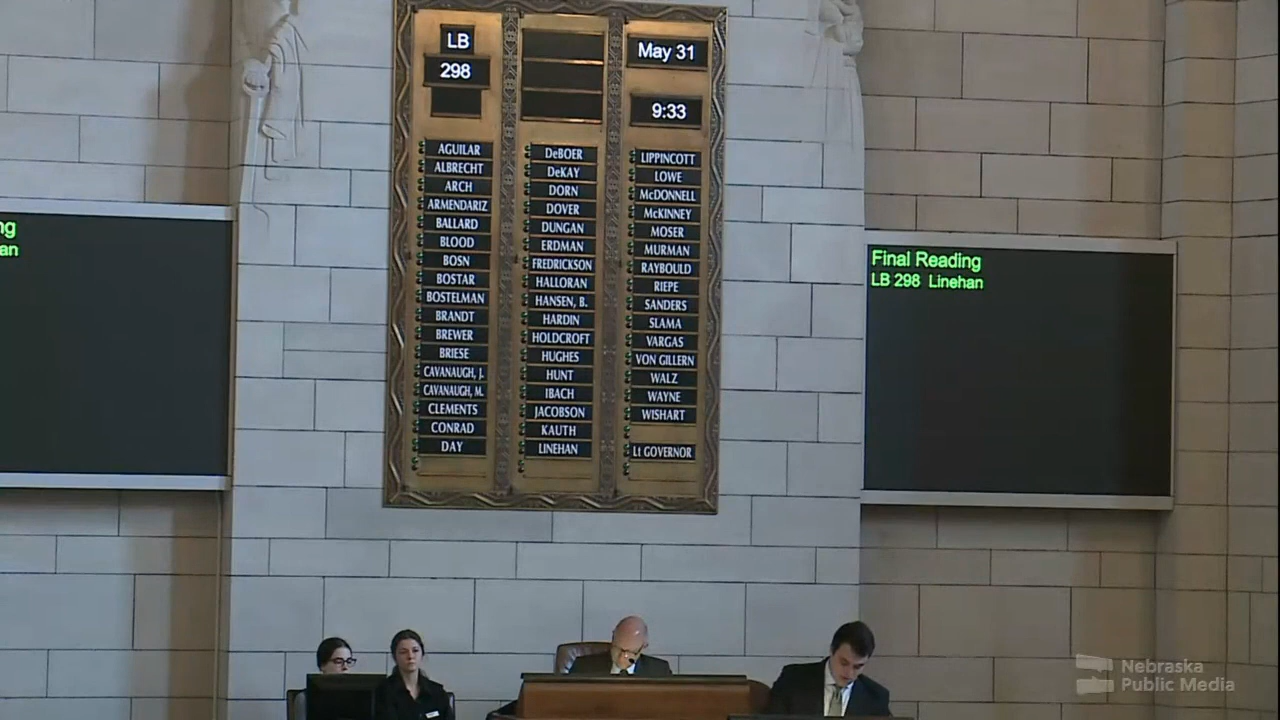 ng
an
LB
298
May 31
9:33
AGUILAR
ALBRECHT
ARCH
ARMENDARIZ
BALLARD
BLOOD
BOSN
BOSTAR
BOSTELMAN
BRANDT
BREWER
BRIESE
CAVANAUGH, J.
CAVANAUGH, M.
CLEMENTS
CONRAD
DAY
DeBOER
DeKAY
DORN
DOVER
DUNGAN
ERDMAN
FREDRICKSON
HALLORAN
HANSEN, B.
HARDIN
HOLDCROFT
HUGHES
HUNT
IBACH
JACOBSON
KAUTH
LINEHAN
LIPPINCOTT
LOWE
McDONNELL
McKINNEY
MOSER
MURMAN
RAYBOULD
RIEPE
SANDERS
SLAMA
VARGAS
VON GILLERN
WALZ
WAYNE
WISHART
Lt GOVERNOR
Final Reading
LB 298 Linehan
Nebraska
Public Media